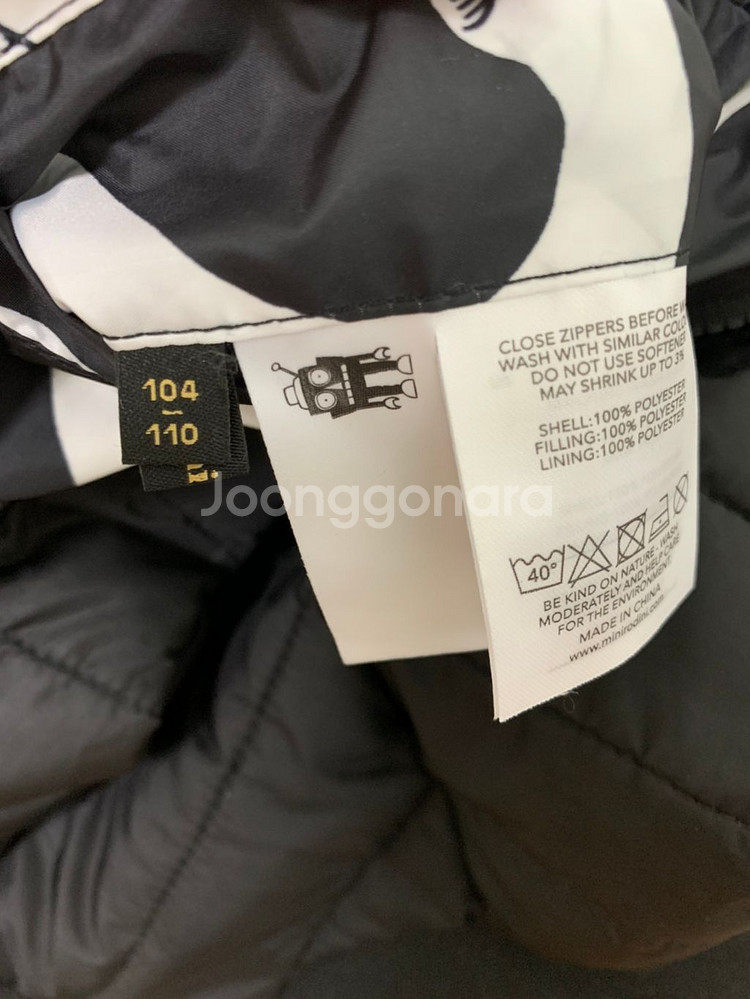 104
-
110
Joonggonara
CLOSE ZIPPERS BEFORE
WASH WITH SIMILAR
DO NOT USE
MAY SHRINK UP TO 3%
SHELL:100% POLYESTER
FILLING:100% POLYESTER
LINING:100% POLYESTER
40°
BE KIND ON NATURE - WASH
MODERATELY AND HELP CARE
FOR THE ENVIRONMENT
MADE IN CHINA
www.minirodini.com